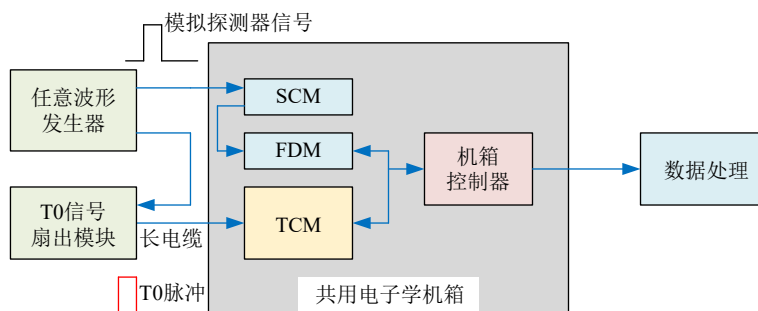 模拟探测器信号
任意波形
发生器
SCM
FDM
机箱
控制器
数据处理
T0信号
扇出模块
长电缆
TCM
T0脉冲
共用电子学机箱